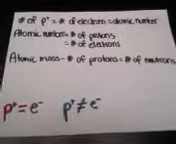 # of p⁺ = # of electrons = atomic number
Atomic number = # of protons
= # of electrons
Atomic mass = # of protons = # of neutrons
p⁺ = e⁻ p⁺ ≠ e⁻